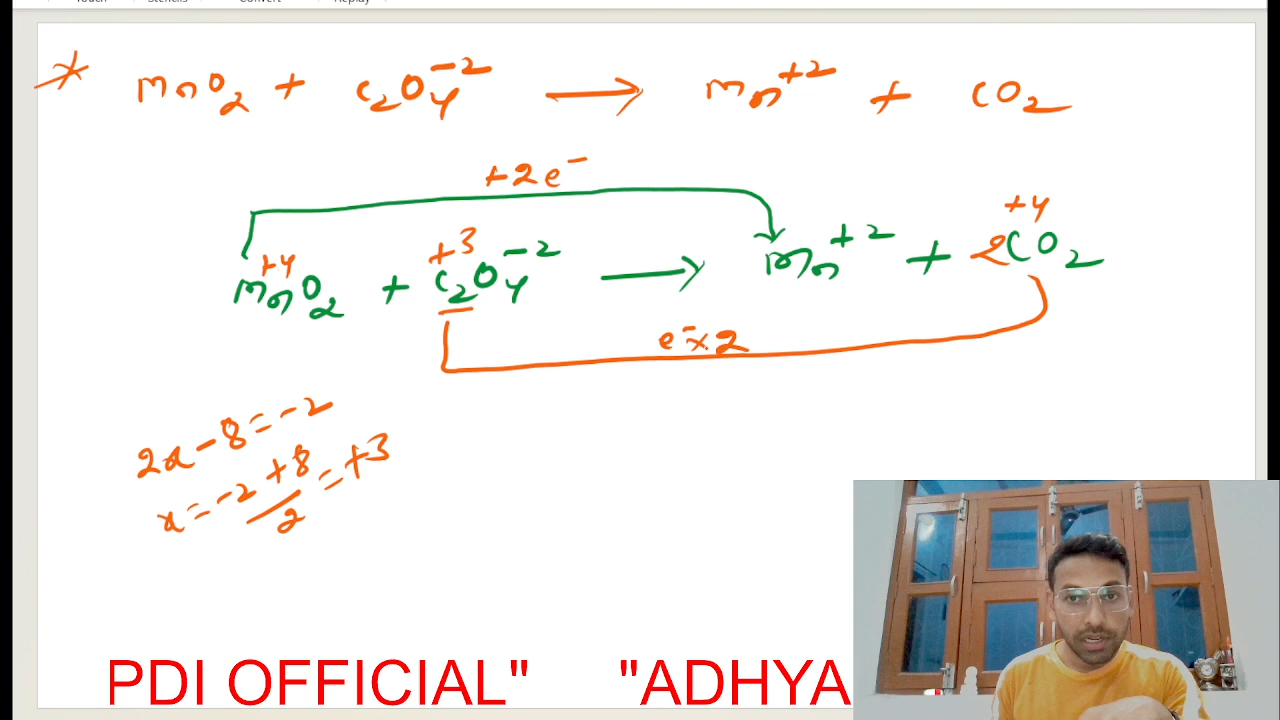 MnO2 + C2O4^-2 → Mn^+2 + CO2
+2e^-
+4 +3 +4
MnO2 + C2O4^-2 → Mn^+2 + 2CO2
e^- x 2
2x - 8 = -2
x = -2 + 8 / 2 = +3
PDI OFFICIAL" "ADHYA